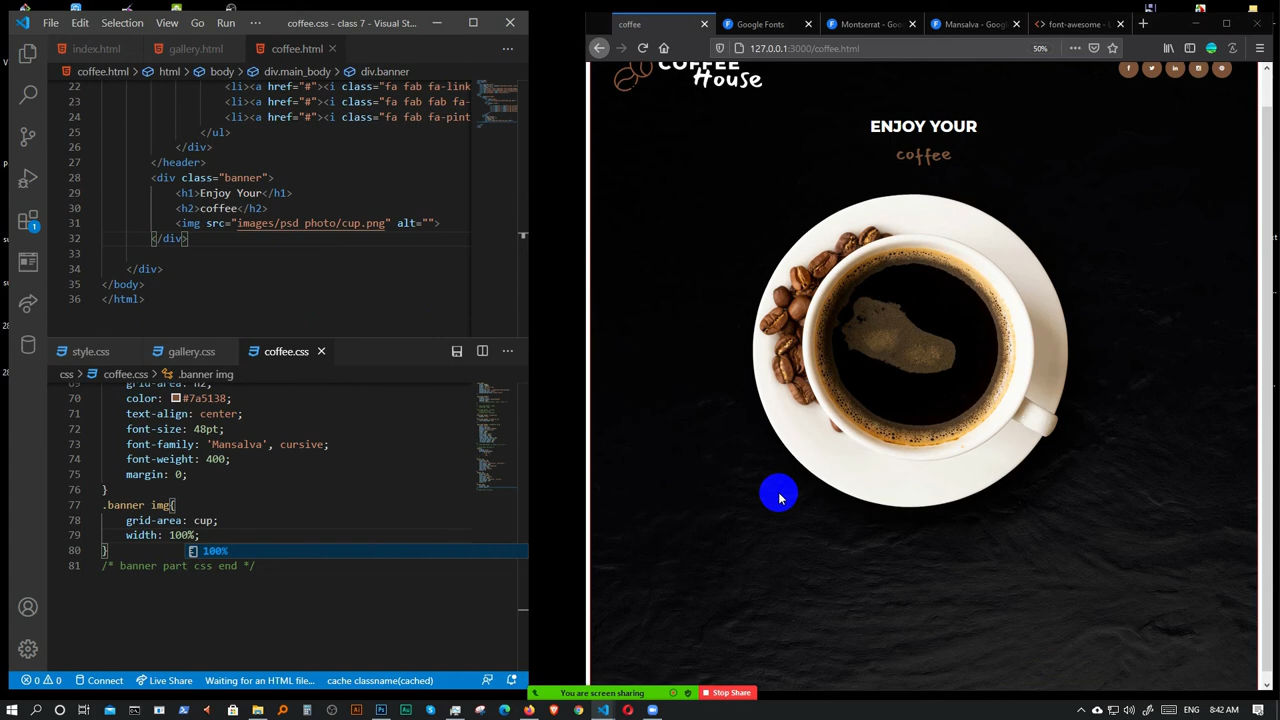 File Edit Selection View Go Run ··· coffee.css - class 7 - Visual St...
index.html gallery.html coffee.html
coffee.html > html > body > div.main_body > div.banner
22 <li><a href="#"><i class="fa fab fa-link
23 <li><a href="#"><i class="fa fab fa-
24 <li><a href="#"><i class="fa fab fa-pint
25 </ul>
26 </div>
27 </header>
28 <div class="banner">
29 <h1>Enjoy Your</h1>
30 <h2>coffee</h2>
31 <img src="images/psd photo/cup.png" alt="">
32 </div>
33
34 </div>
35 </body>
36 </html>
style.css gallery.css coffee.css
css > coffee.css > .banner img
69 grid-area: h2;
70 color: #7a5138;
71 text-align: center;
72 font-size: 48pt;
73 font-family: 'Mansalva', cursive;
74 font-weight: 400;
75 margin: 0;
76 }
77 .banner img{
78 grid-area: cup;
79 width: 100%;
80 }
100%
81 /* banner part css end */
0 0 Connect Live Share Waiting for an HTML file... cache classname(cached)
coffee Google Fonts Montserrat - Goog Mansalva - Googl font-awesome - L
127.0.0.1:3000/coffee.html 50%
COFFEE
House
ENJOY YOUR
coffee
You are screen sharing Stop Share
ENG 8:42 AM